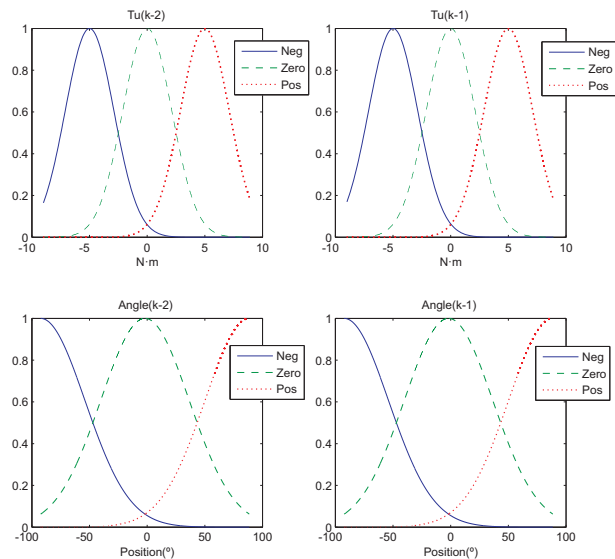 Tu(k-2)
1
0.8
0.6
0.4
0.2
0
-10
-5
0
5
10
N·m
Neg
Zero
Pos
Tu(k-1)
1
0.8
0.6
0.4
0.2
0
-10
-5
0
5
10
N·m
Neg
Zero
Pos
Angle(k-2)
1
0.8
0.6
0.4
0.2
0
-100
-50
0
50
100
Position(º)
Neg
Zero
Pos
Angle(k-1)
1
0.8
0.6
0.4
0.2
0
-100
-50
0
50
100
Position(º)
Neg
Zero
Pos